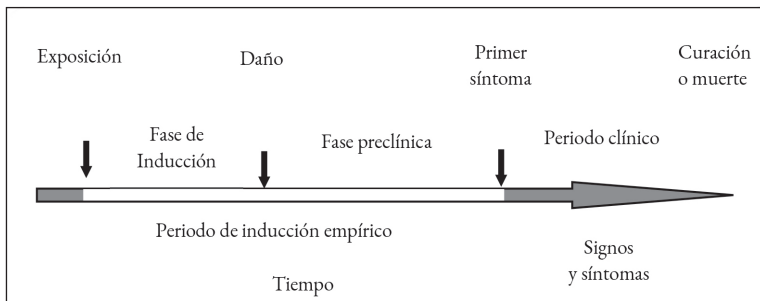 Exposición
Daño
Primer
síntoma
Curación
o muerte
Fase de
Inducción
Fase preclínica
Periodo clínico
Periodo de inducción empírico
Signos
y síntomas
Tiempo